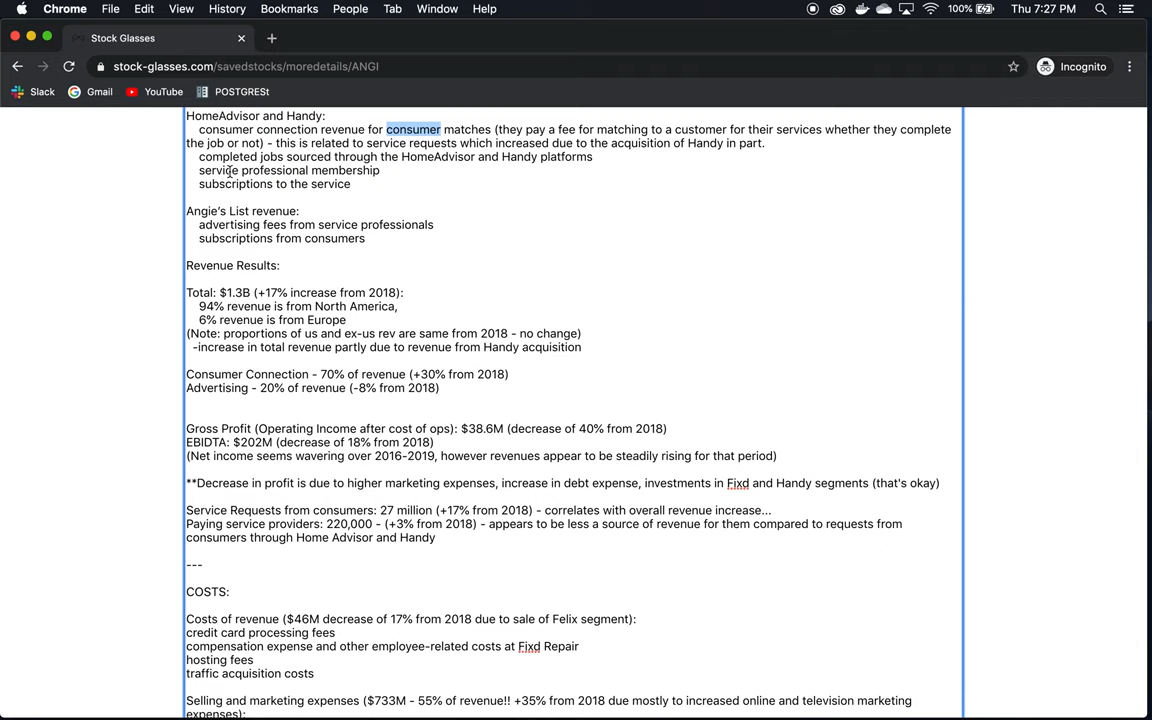 Chrome File Edit View History Bookmarks People Tab Window Help 100% Thu 7:27 PM
Stock Glasses
stock-glasses.com/savedstocks/moredetails/ANGI Incognito
Slack Gmail YouTube POSTGRESt
HomeAdvisor and Handy:
consumer connection revenue for consumer matches (they pay a fee for matching to a customer for their services whether they complete
the job or not) - this is related to service requests which increased due to the acquisition of Handy in part.
completed jobs sourced through the HomeAdvisor and Handy platforms
service professional membership
subscriptions to the service
Angie's List revenue:
advertising fees from service professionals
subscriptions from consumers
Revenue Results:
Total: $1.3B (+17% increase from 2018):
94% revenue is from North America,
6% revenue is from Europe
(Note: proportions of us and ex-us rev are same from 2018 - no change)
-increase in total revenue partly due to revenue from Handy acquisition
Consumer Connection - 70% of revenue (+30% from 2018)
Advertising - 20% of revenue (-8% from 2018)
Gross Profit (Operating Income after cost of ops): $38.6M (decrease of 40% from 2018)
EBIDTA: $202M (decrease of 18% from 2018)
(Net income seems wavering over 2016-2019, however revenues appear to be steadily rising for that period)
**Decrease in profit is due to higher marketing expenses, increase in debt expense, investments in Fixd and Handy segments (that's okay)
Service Requests from consumers: 27 million (+17% from 2018) - correlates with overall revenue increase...
Paying service providers: 220,000 - (+3% from 2018) - appears to be less a source of revenue for them compared to requests from
consumers through Home Advisor and Handy
---
COSTS:
Costs of revenue ($46M decrease of 17% from 2018 due to sale of Felix segment):
credit card processing fees
compensation expense and other employee-related costs at Fixd Repair
hosting fees
traffic acquisition costs
Selling and marketing expenses ($733M - 55% of revenue!! +35% from 2018 due mostly to increased online and television marketing
expenses):